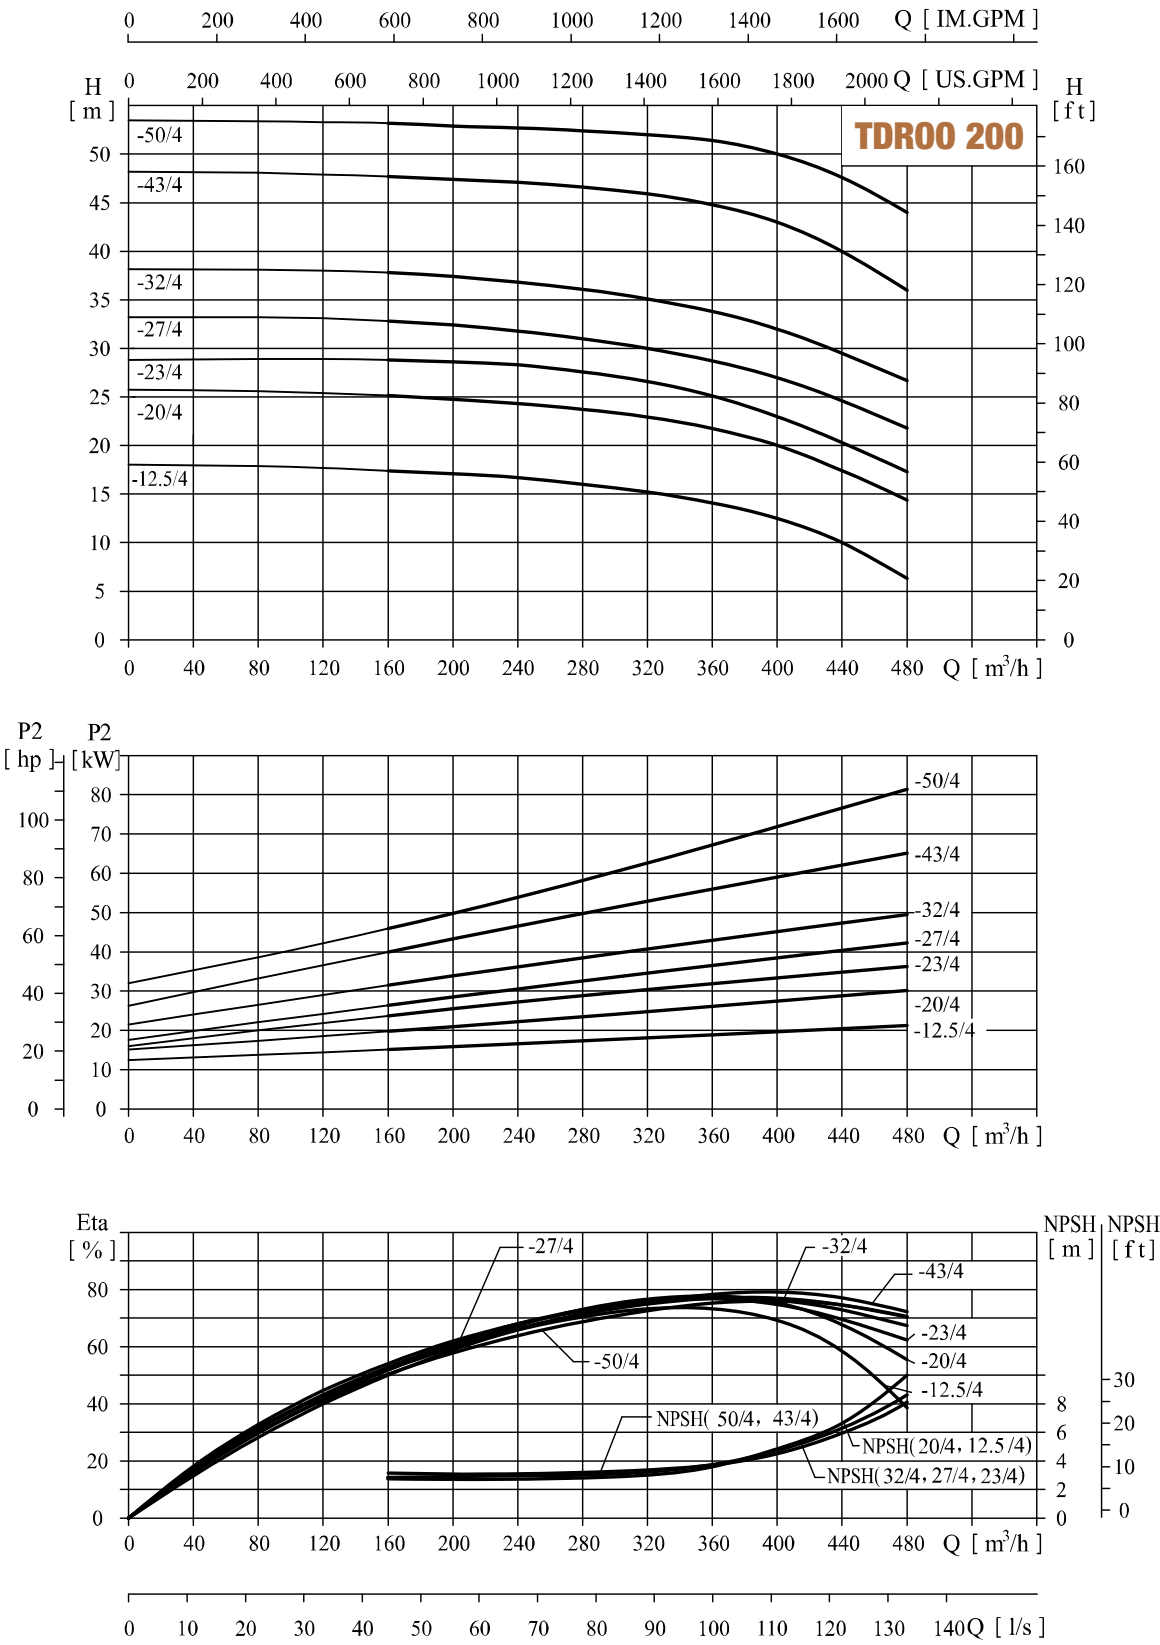 0 200 400 600 800 1000 1200 1400 1600 Q [ IM.GPM ]
0 200 400 600 800 1000 1200 1400 1600 1800 2000 Q [ US.GPM ]
H
[ m ]
H
[ft]
TDR00 200
-50/4
50
160
-43/4
45
140
40
-32/4
120
35
-27/4
100
30
-23/4
25
80
-20/4
20
60
-12.5/4
15
40
10
20
5
0
0
0 40 80 120 160 200 240 280 320 360 400 440 480 Q [ m³/h ]
P2
[ hp ]
P2
[kW]
-50/4
80
100
70
-43/4
80
60
50
-32/4
60
-27/4
40
-23/4
40
30
-20/4
20
-12.5/4
20
10
0
0
0 40 80 120 160 200 240 280 320 360 400 440 480 Q [ m³/h ]
Eta
[ % ]
NPSH
[ m ]
NPSH
[ft]
-27/4
-32/4
-43/4
80
-23/4
60
-50/4
-20/4
30
-12.5/4
40
8
NPSH( 50/4, 43/4)
20
6
NPSH(20/4, 12.5/4)
20
4
10
NPSH(32/4, 27/4, 23/4)
2
0
0
0
0 40 80 120 160 200 240 280 320 360 400 440 480 Q [ m³/h ]
0 10 20 30 40 50 60 70 80 90 100 110 120 130 140 Q [ l/s ]